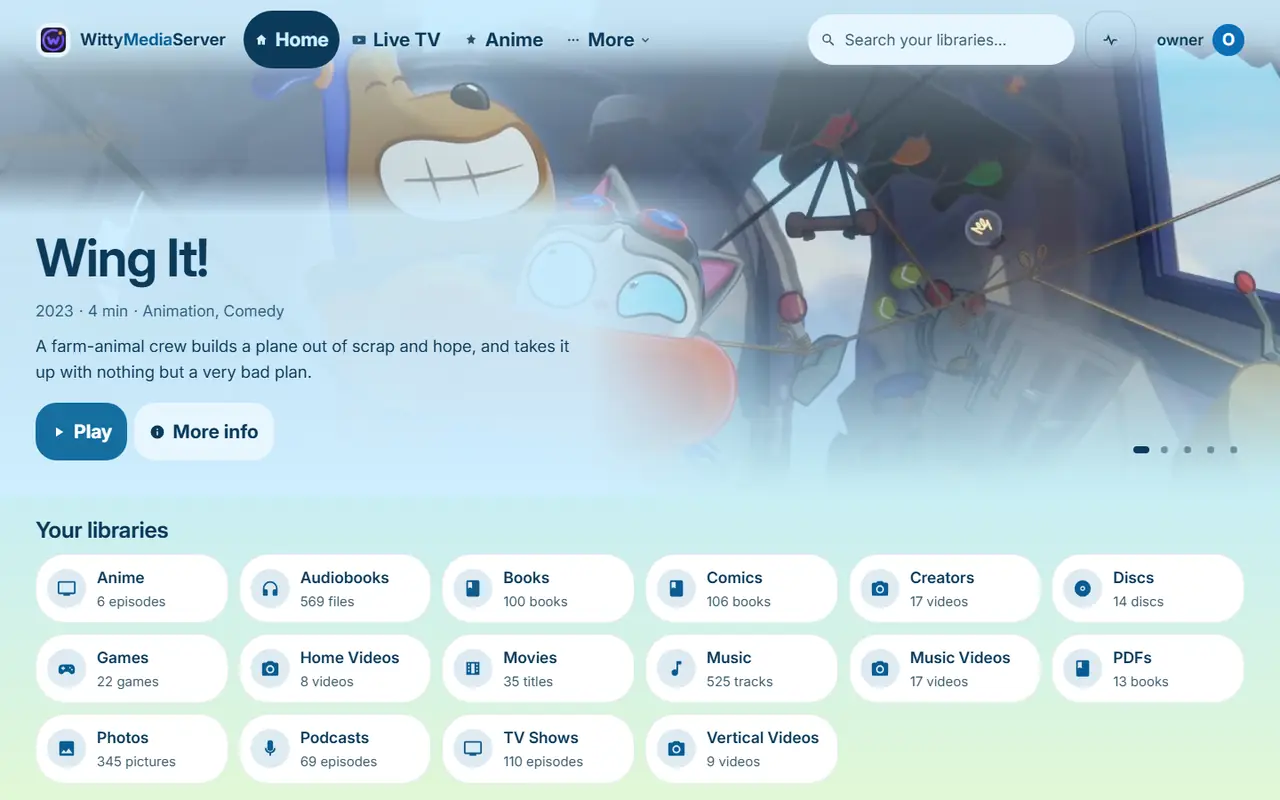 WittyMediaServer
Home
Live TV
Anime
More
Search your libraries...
owner
O
Wing It!
2023 · 4 min · Animation, Comedy
A farm-animal crew builds a plane out of scrap and hope, and takes it
up with nothing but a very bad plan.
Play
More info
Your libraries
Anime
6 episodes
Audiobooks
569 files
Books
100 books
Comics
106 books
Creators
17 videos
Discs
14 discs
Games
22 games
Home Videos
8 videos
Movies
35 titles
Music
525 tracks
Music Videos
17 videos
PDFs
13 books
Photos
345 pictures
Podcasts
69 episodes
TV Shows
110 episodes
Vertical Videos
9 videos